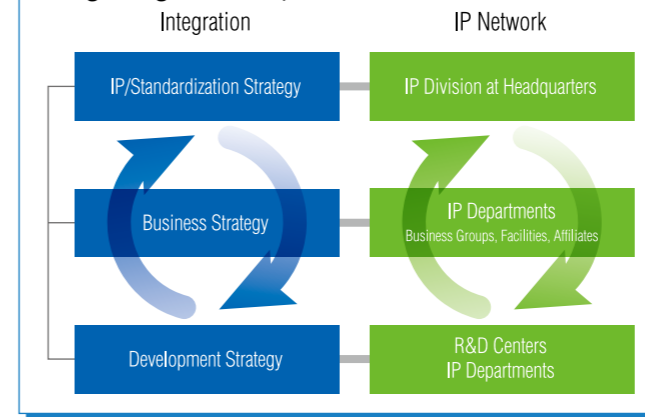 Integration
IP Network
IP/Standardization Strategy
IP Division at Headquarters
Business Strategy
IP Departments
Business Groups, Facilities, Affiliates
Development Strategy
R&D Centers
IP Departments